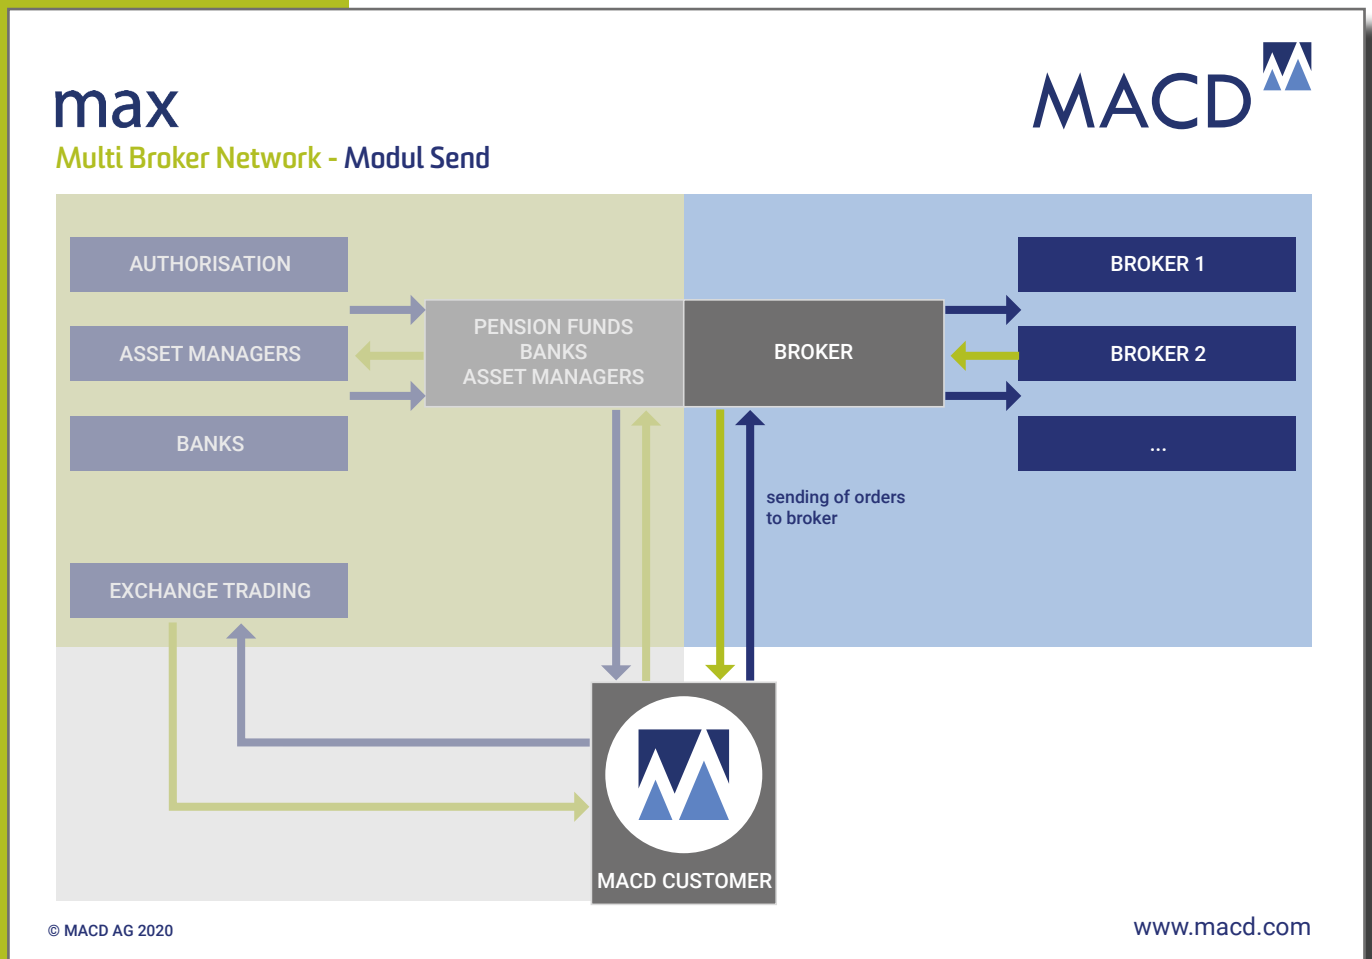 max
MACD
Multi Broker Network - Modul Send
AUTHORISATION
ASSET MANAGERS
BANKS
EXCHANGE TRADING
PENSION FUNDS
BANKS
ASSET MANAGERS
BROKER
BROKER 1
BROKER 2
...
sending of orders
to broker
MACD CUSTOMER
© MACD AG 2020
www.macd.com